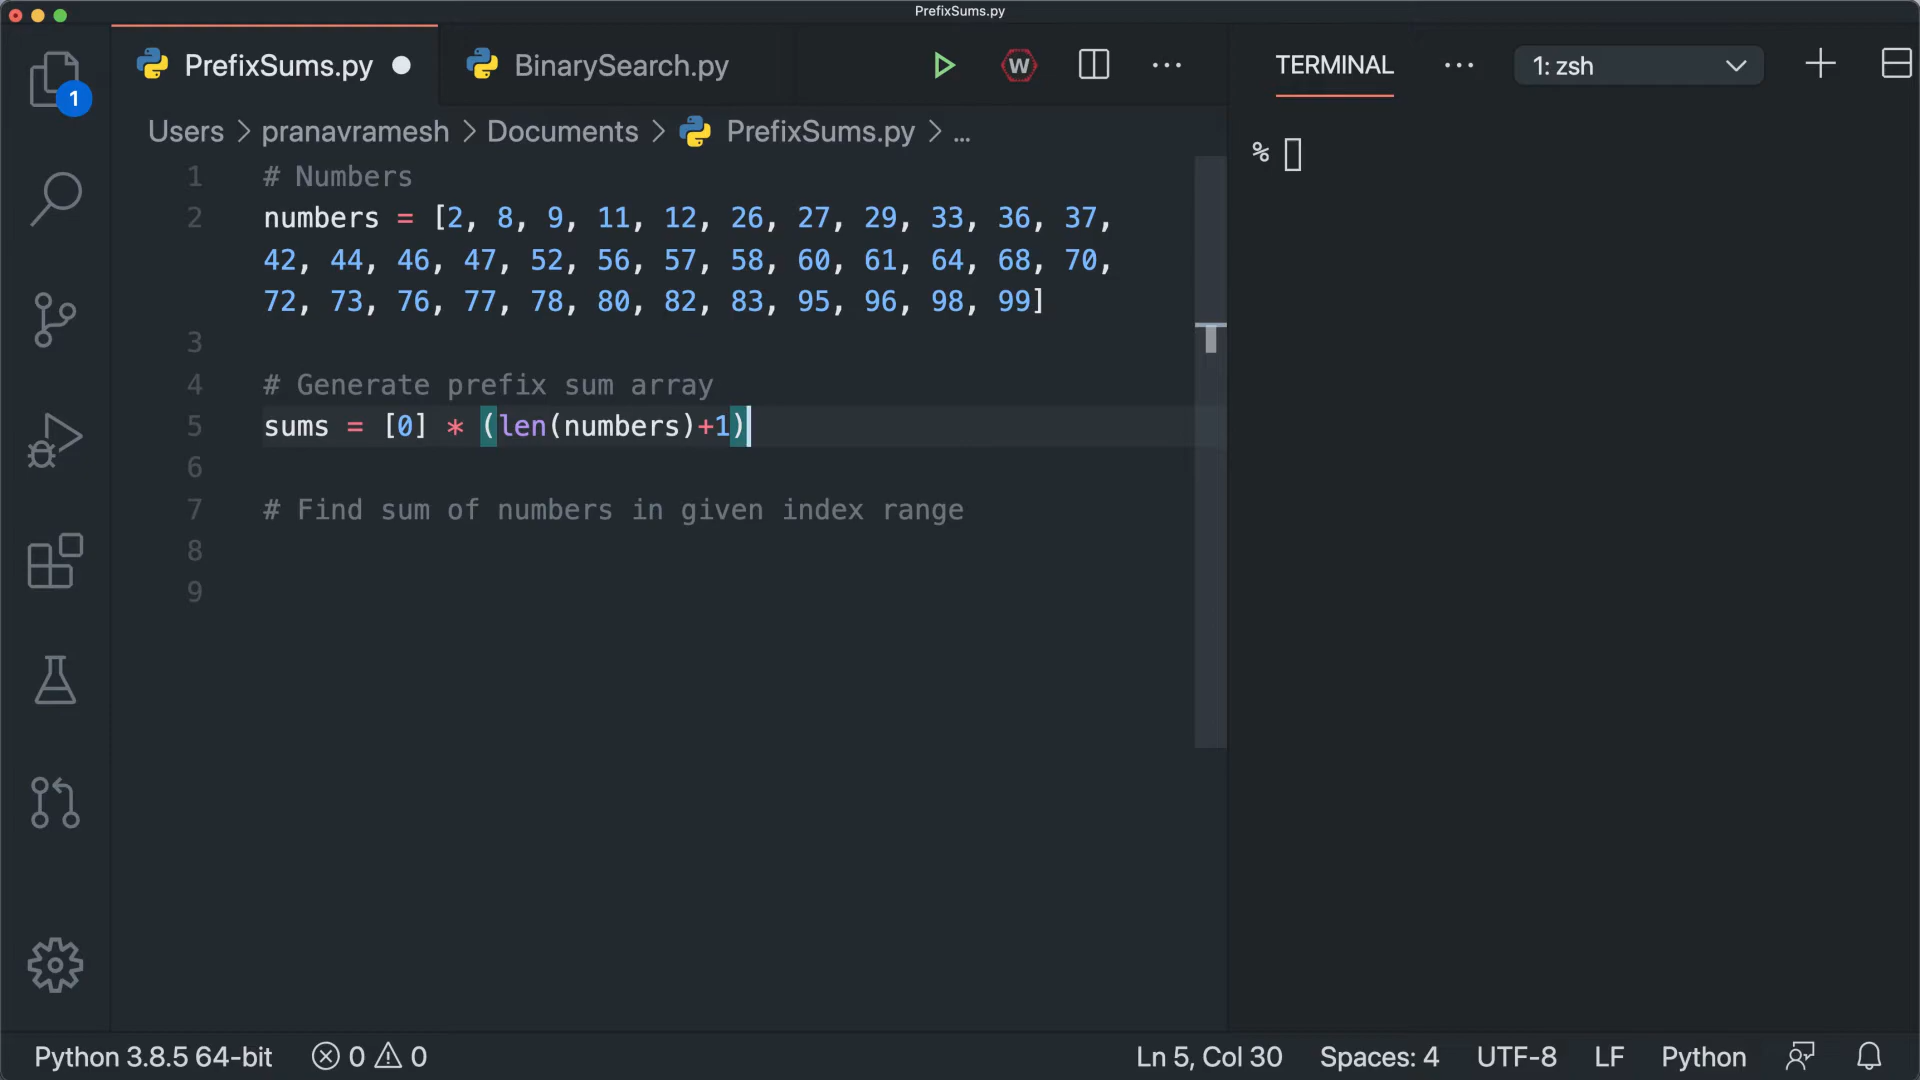 PrefixSums.py
PrefixSums.py BinarySearch.py W ...
TERMINAL ... 1: zsh
1
Users > pranavramesh > Documents > PrefixSums.py > ...
% 
1 # Numbers
2 numbers = [2, 8, 9, 11, 12, 26, 27, 29, 33, 36, 37,
42, 44, 46, 47, 52, 56, 57, 58, 60, 61, 64, 68, 70,
72, 73, 76, 77, 78, 80, 82, 83, 95, 96, 98, 99]
3
4 # Generate prefix sum array
5 sums = [0] * (len(numbers)+1)
6
7 # Find sum of numbers in given index range
8
9
Python 3.8.5 64-bit 0 0 Ln 5, Col 30 Spaces: 4 UTF-8 LF Python